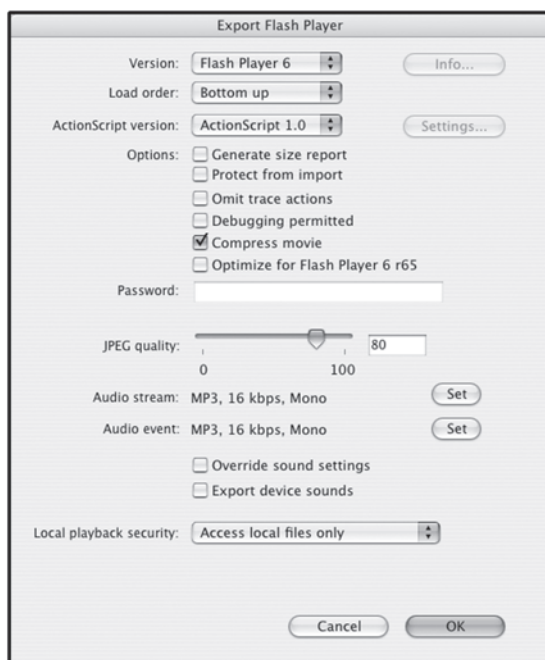 Export Flash Player
Version: Flash Player 6 Info...
Load order: Bottom up
ActionScript version: ActionScript 1.0 Settings...
Options: Generate size report
Protect from import
Omit trace actions
Debugging permitted
Compress movie
Optimize for Flash Player 6 r65
Password:
JPEG quality: 80
0 100
Audio stream: MP3, 16 kbps, Mono Set
Audio event: MP3, 16 kbps, Mono Set
Override sound settings
Export device sounds
Local playback security: Access local files only
Cancel OK